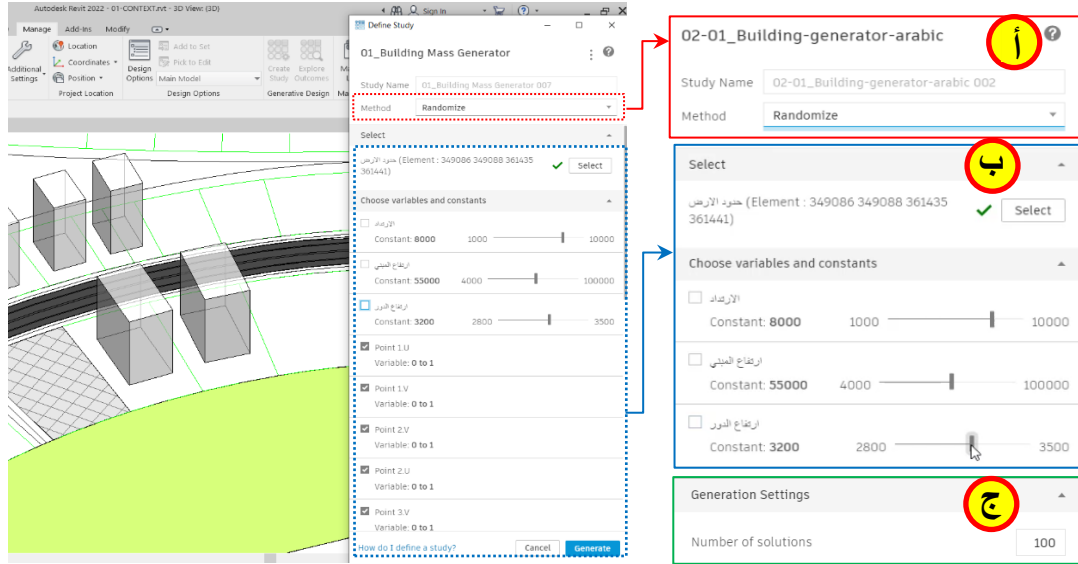 Autodesk Revit 2022 - 01-CONTEXT.rvt - 3D View: {3D}
Sign In
Manage Add-Ins Modify
Additional Settings
Location
Coordinates
Position
Project Location
Design Options
Add to Set
Pick to Edit
Main Model
Design Options
Create Study
Explore Outcomes
Generative Design
Define Study
01_Building Mass Generator
Study Name 01_Building Mass Generator 007
Method Randomize
Select
حدود الارض (Element : 349086 349088 361435
361441)
Select
Choose variables and constants
الارتداد
Constant: 8000 1000 10000
ارتفاع المبني
Constant: 55000 4000 100000
ارتفاع الدور
Constant: 3200 2800 3500
Point 1.U
Variable: 0 to 1
Point 1.V
Variable: 0 to 1
Point 2.V
Variable: 0 to 1
Point 2.U
Variable: 0 to 1
Point 3.V
Variable: 0 to 1
How do I define a study? Cancel Generate
02-01_Building-generator-arabic
أ
Study Name 02-01_Building-generator-arabic 002
Method Randomize
Select
ب
حدود الارض (Element : 349086 349088 361435
361441)
Select
Choose variables and constants
الارتداد
Constant: 8000 1000 10000
ارتفاع المبني
Constant: 55000 4000 100000
ارتفاع الدور
Constant: 3200 2800 3500
Generation Settings
ج
Number of solutions 100